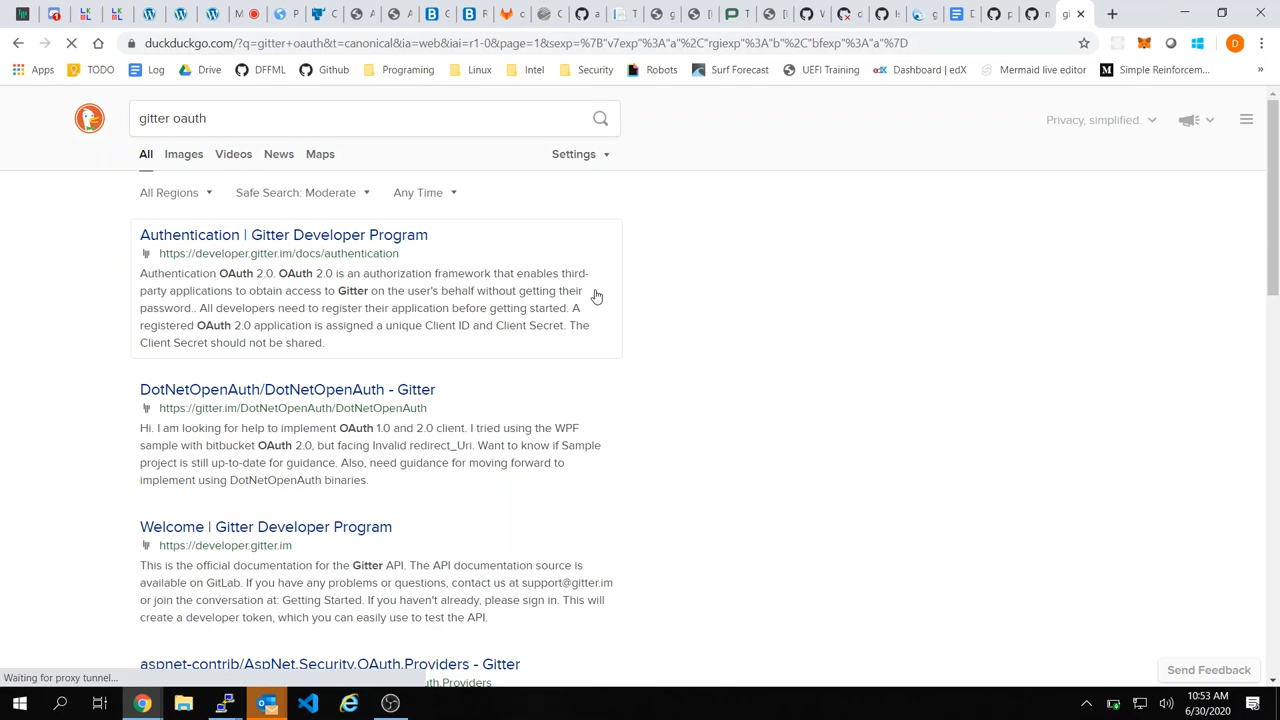 duckduckgo.com/?q=gitter+oauth&t=canonical&ia=web&iai=r1-0&page=1&sexp=%7B"v7exp"%3A"a"%2C"rgiexp"%3A"b"%2C"bfexp"%3A"a"%7D
Apps TODO Log Drive DFFML Github Programing Linux Intel Security Robots Surf Forecast UEFI Training Dashboard | edX Mermaid live editor Simple Reinforcem... »
gitter oauth
Privacy, simplified.
All Images Videos News Maps Settings
All Regions Safe Search: Moderate Any Time
Authentication | Gitter Developer Program
https://developer.gitter.im/docs/authentication
Authentication OAuth 2.0. OAuth 2.0 is an authorization framework that enables third-
party applications to obtain access to Gitter on the user's behalf without getting their
password.. All developers need to register their application before getting started. A
registered OAuth 2.0 application is assigned a unique Client ID and Client Secret. The
Client Secret should not be shared.
DotNetOpenAuth/DotNetOpenAuth - Gitter
https://gitter.im/DotNetOpenAuth/DotNetOpenAuth
Hi. I am looking for help to implement OAuth 1.0 and 2.0 client. I tried using the WPF
sample with bitbucket OAuth 2.0, but facing Invalid redirect_Uri. Want to know if Sample
project is still up-to-date for guidance. Also, need guidance for moving forward to
implement using DotNetOpenAuth binaries.
Welcome | Gitter Developer Program
https://developer.gitter.im
This is the official documentation for the Gitter API. The API documentation source is
available on GitLab. If you have any problems or questions, contact us at support@gitter.im
or join the conversation at: Getting Started. If you haven't already, please sign in. This will
create a developer token, which you can easily use to test the API.
aspnet-contrib/AspNet.Security.OAuth.Providers - Gitter
uth.Providers
Waiting for proxy tunnel...
Send Feedback
10:53 AM
6/30/2020